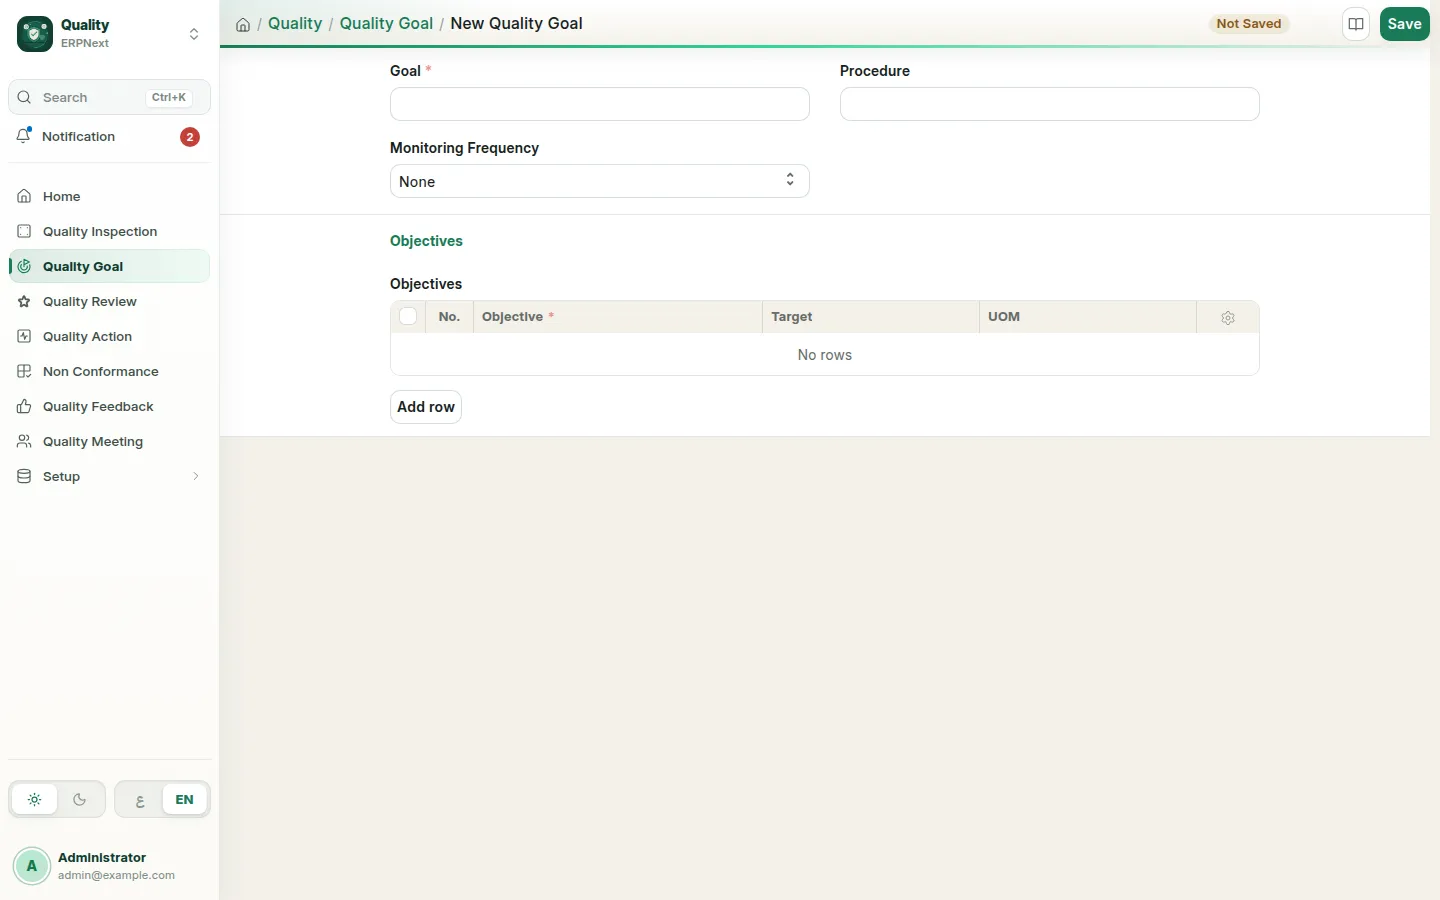 Quality
ERPNext
Search Ctrl+K
Notification 2
Home
Quality Inspection
Quality Goal
Quality Review
Quality Action
Non Conformance
Quality Feedback
Quality Meeting
Setup
ع EN
A
Administrator
admin@example.com
/ Quality / Quality Goal / New Quality Goal
Not Saved
Save
Goal *
Procedure
Monitoring Frequency
None
Objectives
Objectives
No. Objective * Target UOM
No rows
Add row